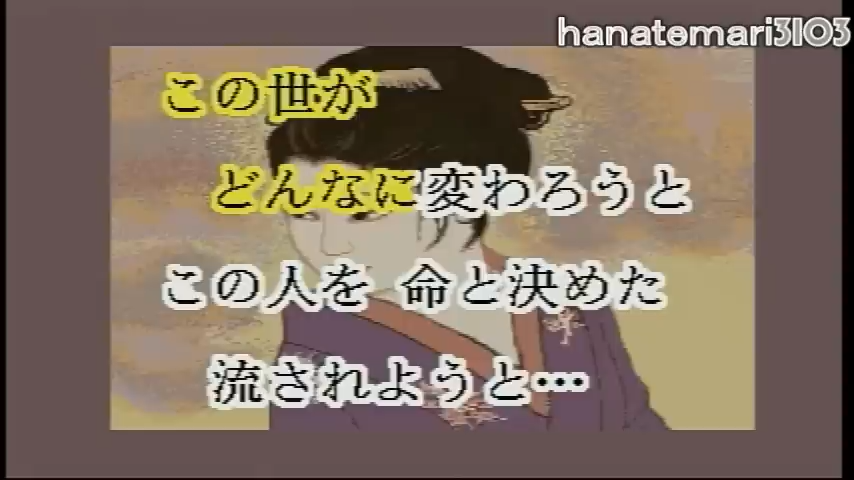 hanatemari3103
この世が
どんなに変わろうと
この人を 命と決めた
流されようと…